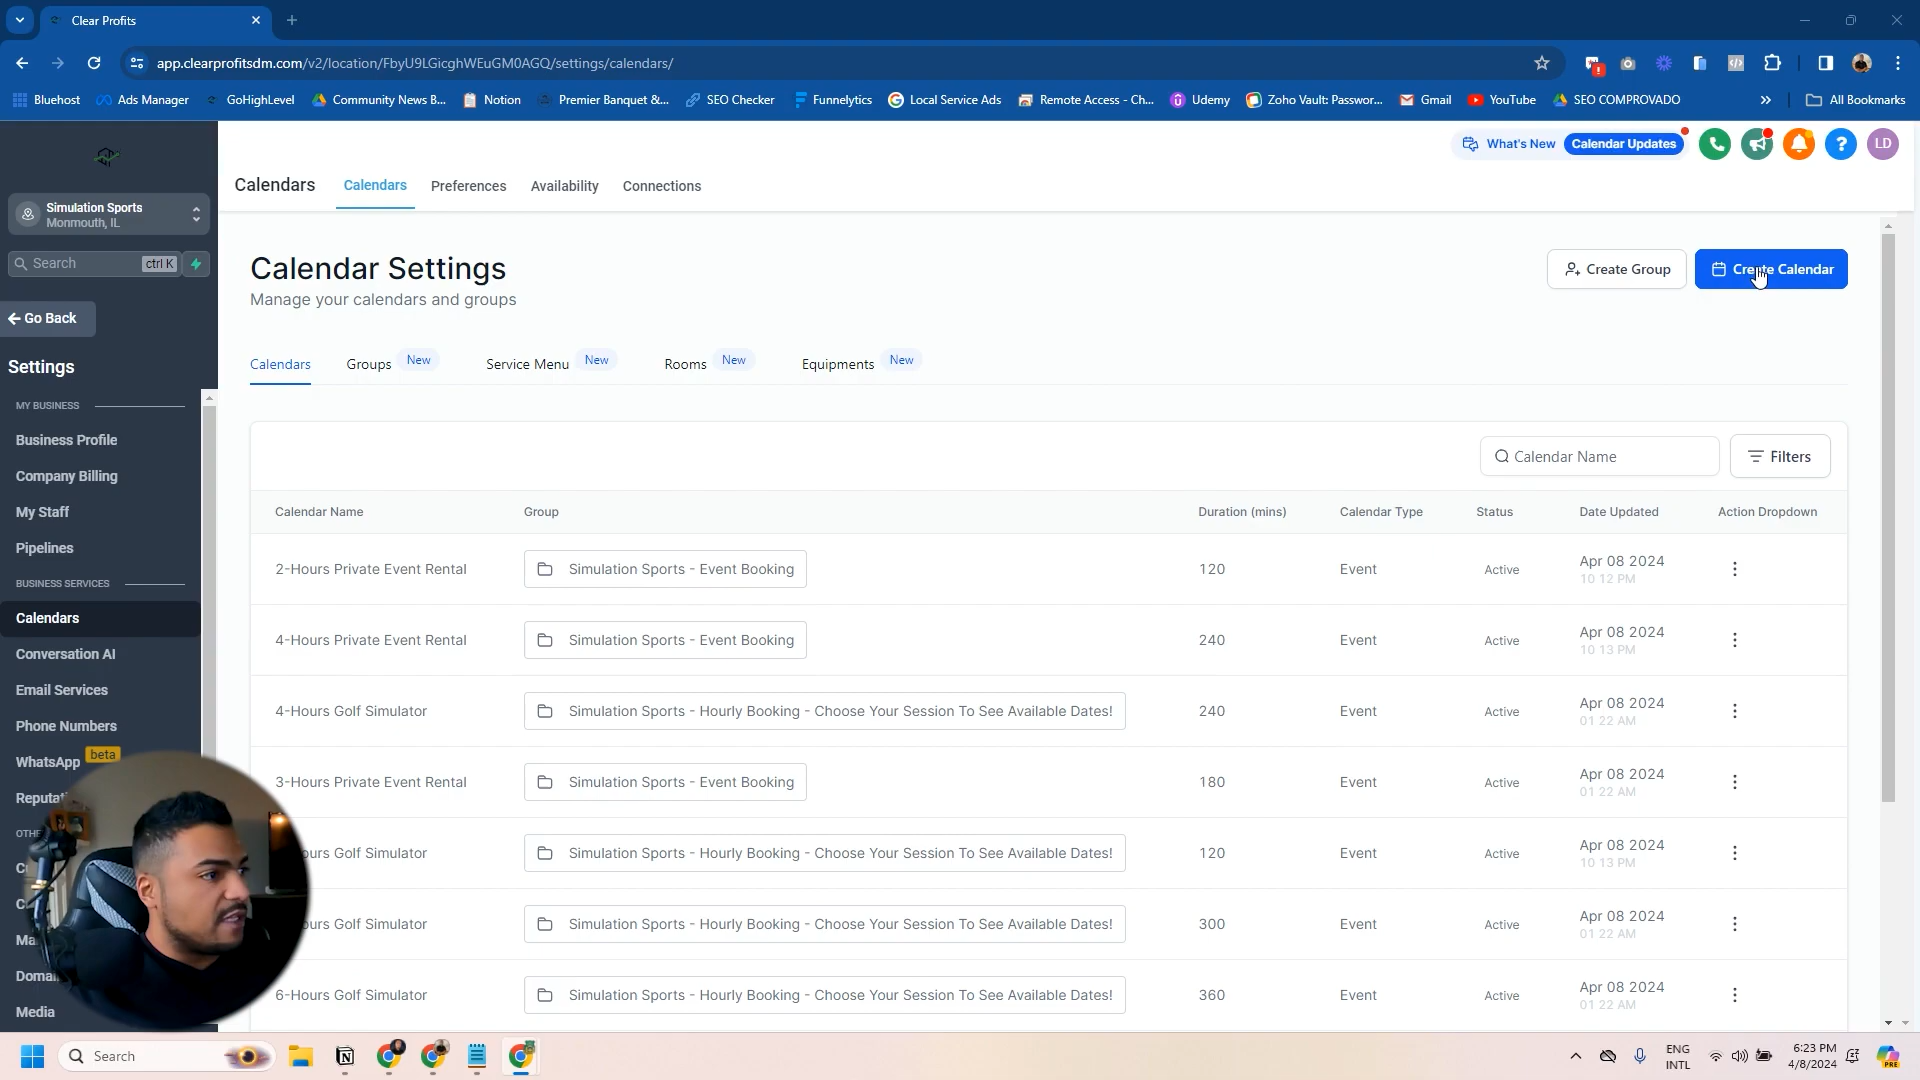 Clear Profits
app.clearprofitsdm.com/v2/location/FbyU9LGicghWEuGM0AGQ/settings/calendars/
Bluehost
Ads Manager
GoHighLevel
Community News B...
Notion
Premier Banquet &...
SEO Checker
Funnelytics
Local Service Ads
Remote Access - Ch...
Udemy
Zoho Vault: Passwor...
Gmail
YouTube
SEO COMPROVADO
All Bookmarks
What's New
Calendar Updates
LD
Calendars
Calendars
Preferences
Availability
Connections
Simulation Sports
Monmouth, IL
Search
ctrl K
Go Back
Settings
MY BUSINESS
Business Profile
Company Billing
My Staff
Pipelines
BUSINESS SERVICES
Calendars
Conversation AI
Email Services
Phone Numbers
WhatsApp beta
Domai
Media
Calendar Settings
Manage your calendars and groups
Create Group
Create Calendar
Calendars
Groups New
Service Menu New
Rooms New
Equipments New
Calendar Name
Filters
Calendar Name Group Duration (mins) Calendar Type Status Date Updated Action Dropdown
2-Hours Private Event Rental Simulation Sports - Event Booking 120 Event Active Apr 08 2024
10 12 PM
4-Hours Private Event Rental Simulation Sports - Event Booking 240 Event Active Apr 08 2024
10 13 PM
4-Hours Golf Simulator Simulation Sports - Hourly Booking - Choose Your Session To See Available Dates! 240 Event Active Apr 08 2024
01 22 AM
3-Hours Private Event Rental Simulation Sports - Event Booking 180 Event Active Apr 08 2024
01 22 AM
ours Golf Simulator Simulation Sports - Hourly Booking - Choose Your Session To See Available Dates! 120 Event Active Apr 08 2024
10 13 PM
ours Golf Simulator Simulation Sports - Hourly Booking - Choose Your Session To See Available Dates! 300 Event Active Apr 08 2024
01 22 AM
6-Hours Golf Simulator Simulation Sports - Hourly Booking - Choose Your Session To See Available Dates! 360 Event Active Apr 08 2024
01 22 AM
Search
ENG
INTL
6:23 PM
4/8/2024
PRE